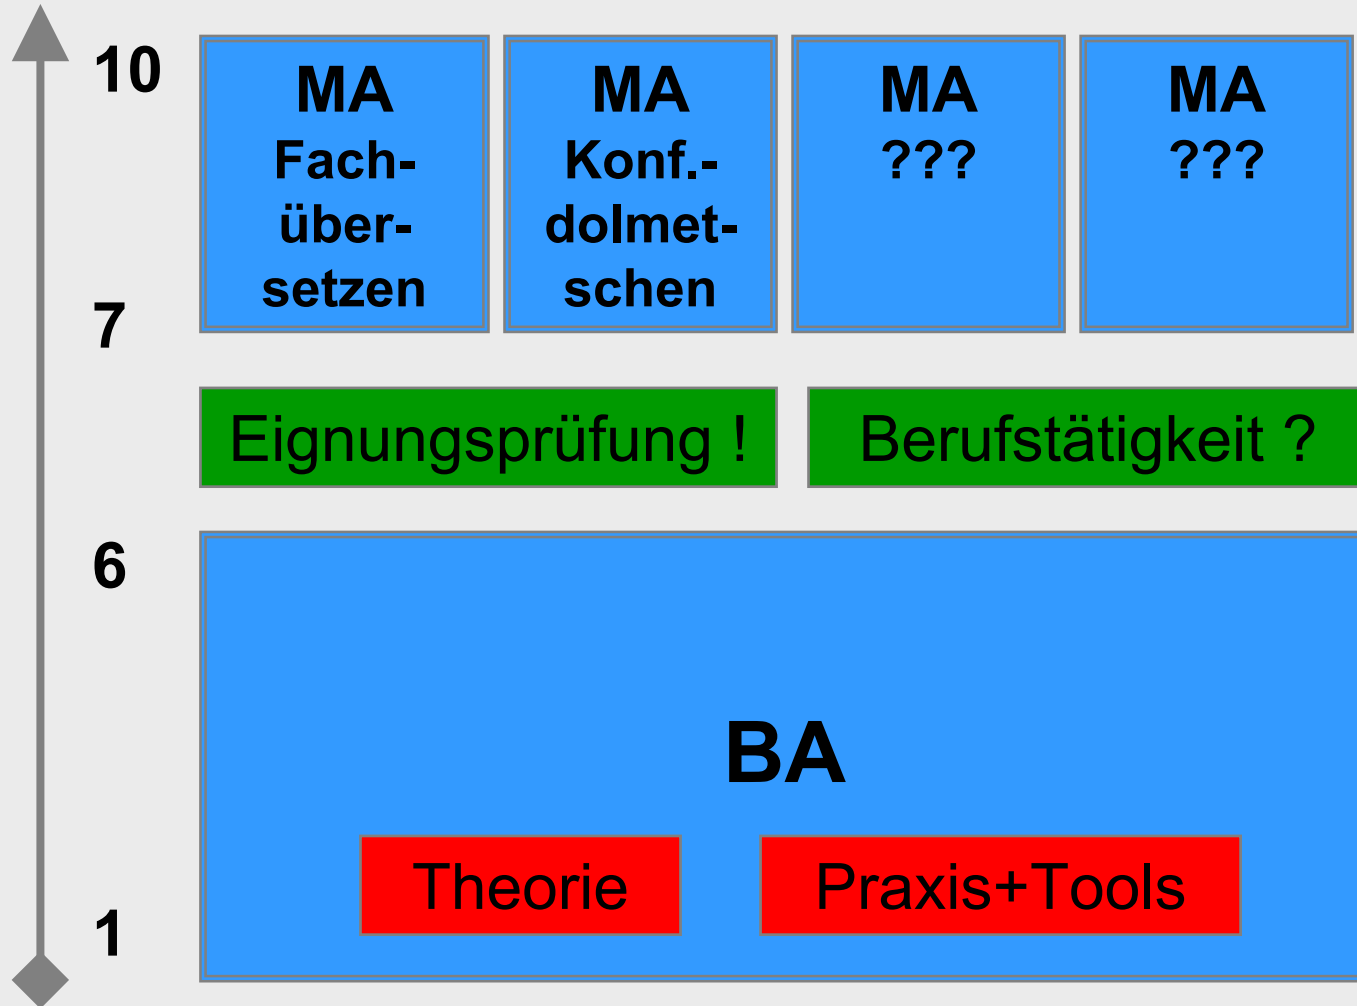 10
MA
Fach-
über-
setzen
MA
Konf.-
dolmet-
schen
MA
???
MA
???
7
Eignungsprüfung !
Berufstätigkeit ?
6
BA
Theorie
Praxis+Tools
1